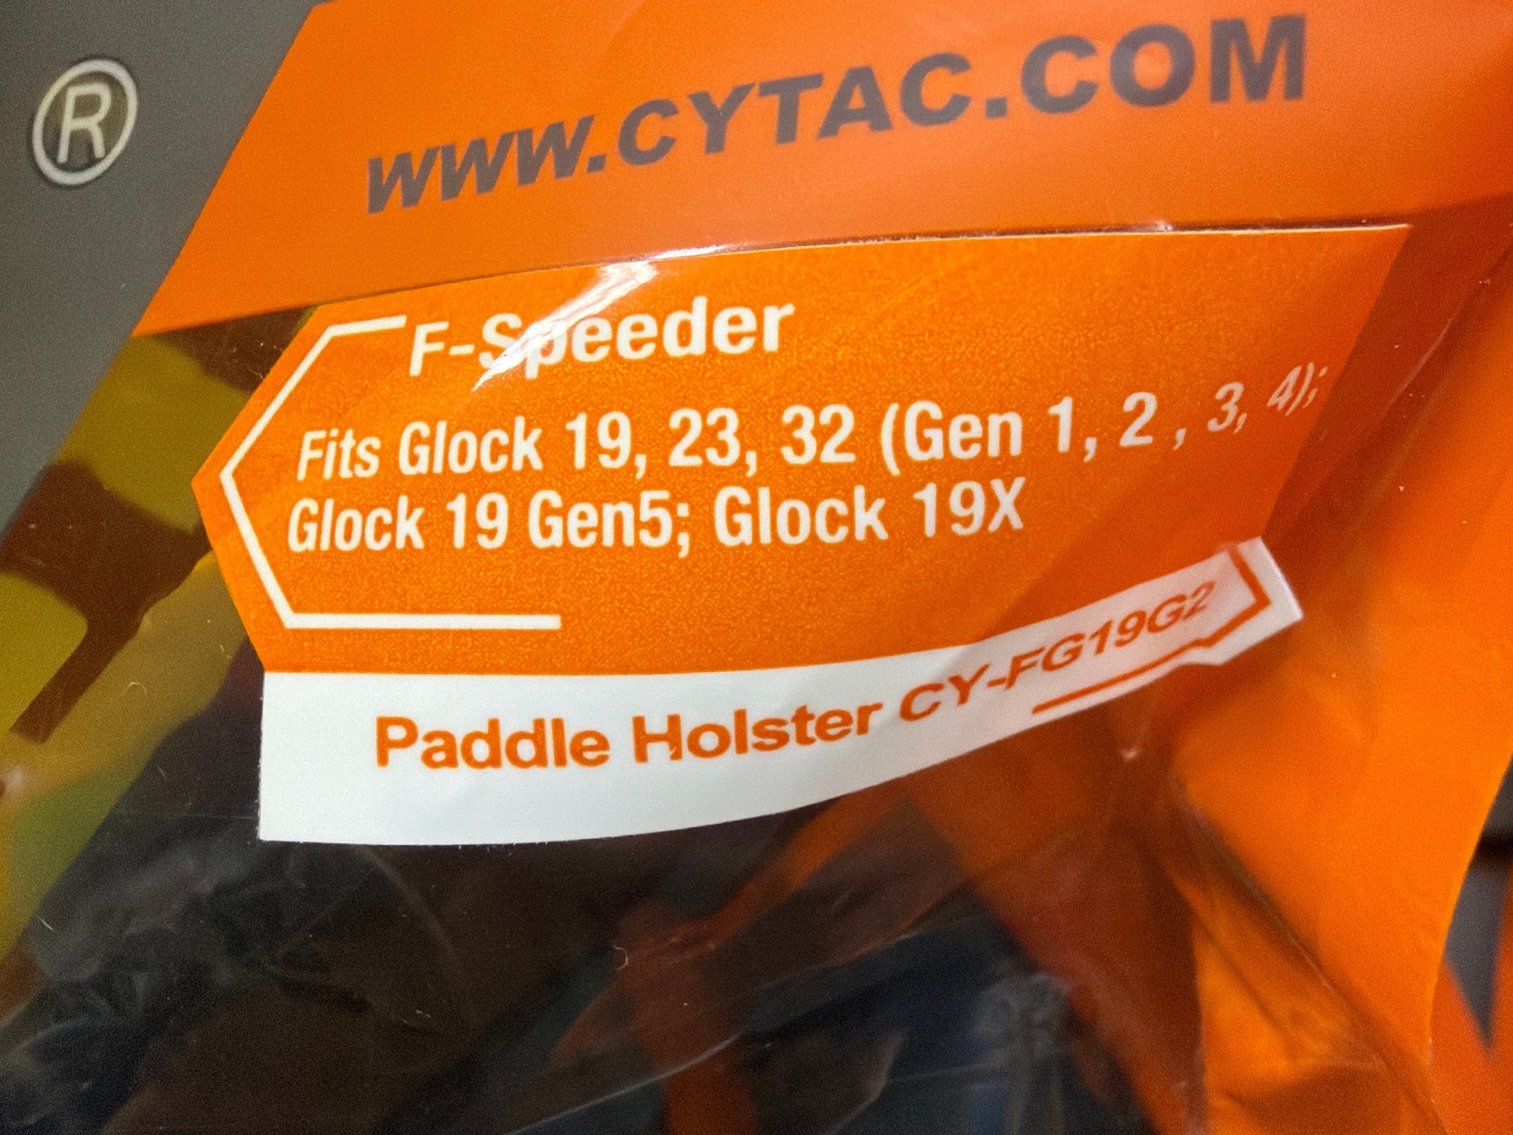 ®
WWW.CYTAC.COM
F-Speeder
Fits Glock 19, 23, 32 (Gen 1, 2 , 3, 4);
Glock 19 Gen5; Glock 19X
Paddle Holster CY-FG19G2